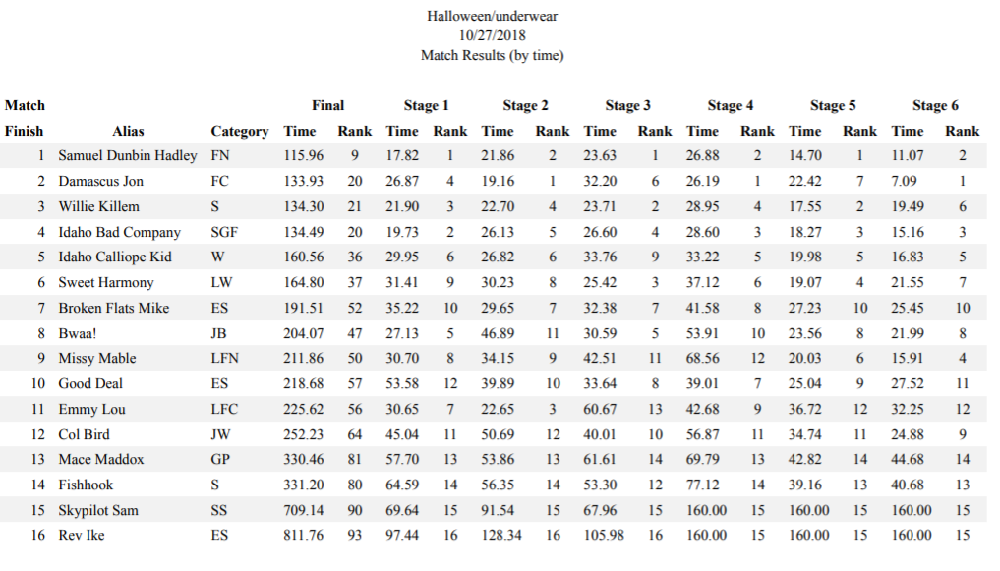 Halloween/underwear
10/27/2018
Match Results (by time)
Match Final Stage 1 Stage 2 Stage 3 Stage 4 Stage 5 Stage 6
Finish Alias Category Time Rank Time Rank Time Rank Time Rank Time Rank Time Rank Time Rank
1 Samuel Dunbin Hadley FN 115.96 9 17.82 1 21.86 2 23.63 1 26.88 2 14.70 1 11.07 2
2 Damascus Jon FC 133.93 20 26.87 4 19.16 1 32.20 6 26.19 1 22.42 7 7.09 1
3 Willie Killem S 134.30 21 21.90 3 22.70 4 23.71 2 28.95 4 17.55 2 19.49 6
4 Idaho Bad Company SGF 134.49 20 19.73 2 26.13 5 26.60 4 28.60 3 18.27 3 15.16 3
5 Idaho Calliope Kid W 160.56 36 29.95 6 26.82 6 33.76 9 33.22 5 19.98 5 16.83 5
6 Sweet Harmony LW 164.80 37 31.41 9 30.23 8 25.42 3 37.12 6 19.07 4 21.55 7
7 Broken Flats Mike ES 191.51 52 35.22 10 29.65 7 32.38 7 41.58 8 27.23 10 25.45 10
8 Bwaa! JB 204.07 47 27.13 5 46.89 11 30.59 5 53.91 10 23.56 8 21.99 8
9 Missy Mable LFN 211.86 50 30.70 8 34.15 9 42.51 11 68.56 12 20.03 6 15.91 4
10 Good Deal ES 218.68 57 53.58 12 39.89 10 33.64 8 39.01 7 25.04 9 27.52 11
11 Emmy Lou LFC 225.62 56 30.65 7 22.65 3 60.67 13 42.68 9 36.72 12 32.25 12
12 Col Bird JW 252.23 64 45.04 11 50.69 12 40.01 10 56.87 11 34.74 11 24.88 9
13 Mace Maddox GP 330.46 81 57.70 13 53.86 13 61.61 14 69.79 13 42.82 14 44.68 14
14 Fishhook S 331.20 80 64.59 14 56.35 14 53.30 12 77.12 14 39.16 13 40.68 13
15 Skypilot Sam SS 709.14 90 69.64 15 91.54 15 67.96 15 160.00 15 160.00 15 160.00 15
16 Rev Ike ES 811.76 93 97.44 16 128.34 16 105.98 16 160.00 15 160.00 15 160.00 15